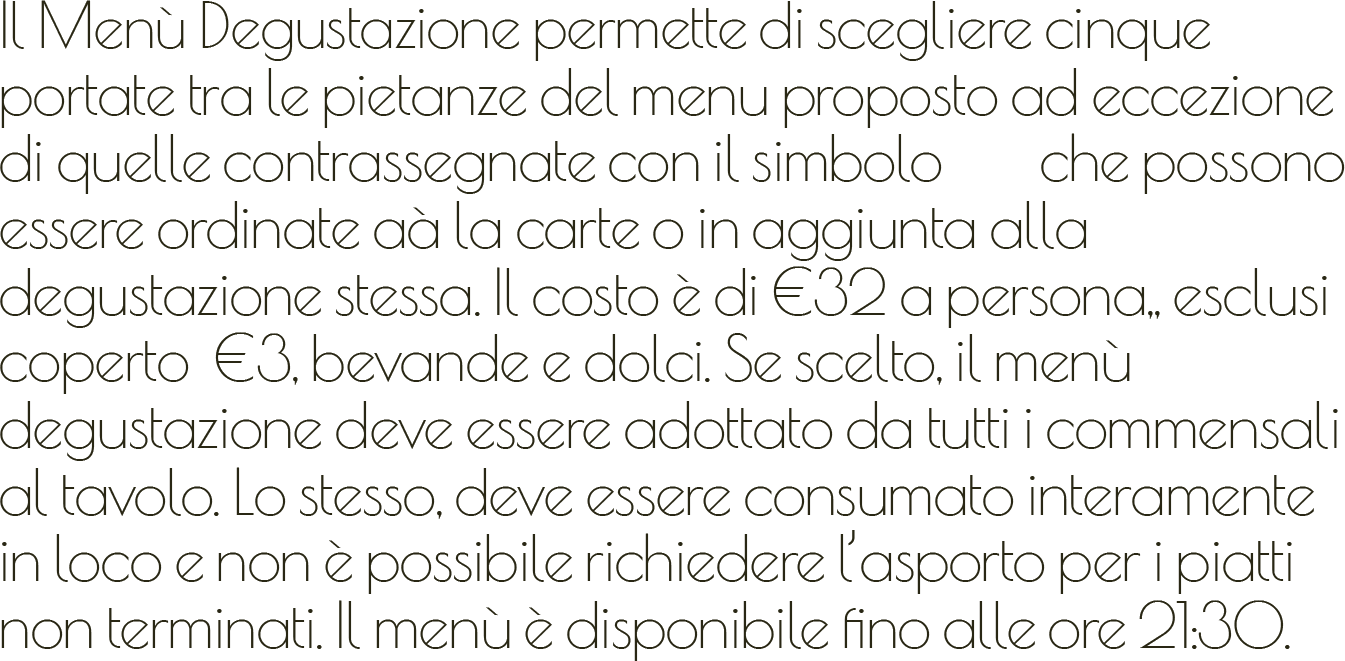 Il Menù Degustazione permette di scegliere cinque
portate tra le pietanze del menu proposto ad eccezione
di quelle contrassegnate con il simbolo che possono
essere ordinate aà la carte o in aggiunta alla
degustazione stessa. Il costo è di €32 a persona,, esclusi
coperto €3, bevande e dolci. Se scelto, il menù
degustazione deve essere adottato da tutti i commensali
al tavolo. Lo stesso, deve essere consumato interamente
in loco e non è possibile richiedere l'asporto per i piatti
non terminati. Il menù è disponibile fino alle ore 21:30.